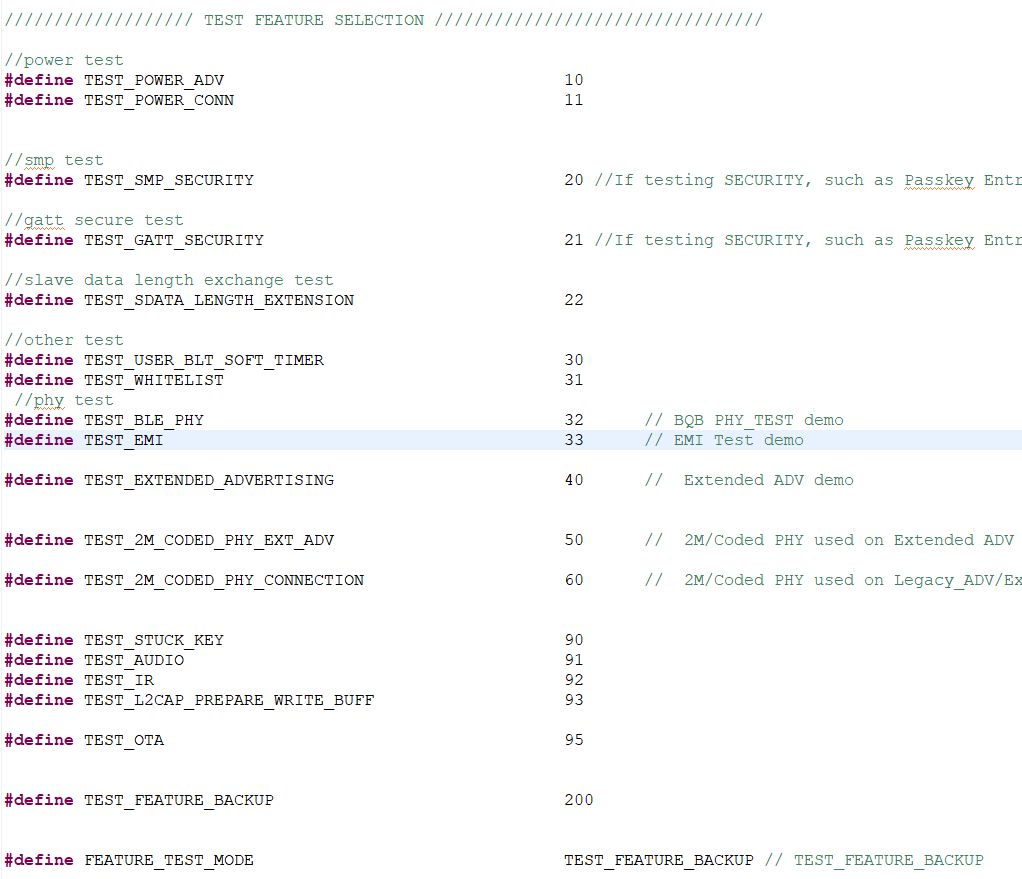 /////////////////// TEST FEATURE SELECTION /////////////////////////////////
//power test
#define TEST_POWER_ADV 10
#define TEST_POWER_CONN 11
//smp test
#define TEST_SMP_SECURITY 20 //If testing SECURITY, such as Passkey Entr
//gatt secure test
#define TEST_GATT_SECURITY 21 //If testing SECURITY, such as Passkey Entr
//slave data length exchange test
#define TEST_SDATA_LENGTH_EXTENSION 22
//other test
#define TEST_USER_BLT_SOFT_TIMER 30
#define TEST_WHITELIST 31
//phy test
#define TEST_BLE_PHY 32 // BQB PHY_TEST demo
#define TEST_EMI 33 // EMI Test demo
#define TEST_EXTENDED_ADVERTISING 40 // Extended ADV demo
#define TEST_2M_CODED_PHY_EXT_ADV 50 // 2M/Coded PHY used on Extended ADV
#define TEST_2M_CODED_PHY_CONNECTION 60 // 2M/Coded PHY used on Legacy_ADV/Ex
#define TEST_STUCK_KEY 90
#define TEST_AUDIO 91
#define TEST_IR 92
#define TEST_L2CAP_PREPARE_WRITE_BUFF 93
#define TEST_OTA 95
#define TEST_FEATURE_BACKUP 200
#define FEATURE_TEST_MODE TEST_FEATURE_BACKUP // TEST_FEATURE_BACKUP